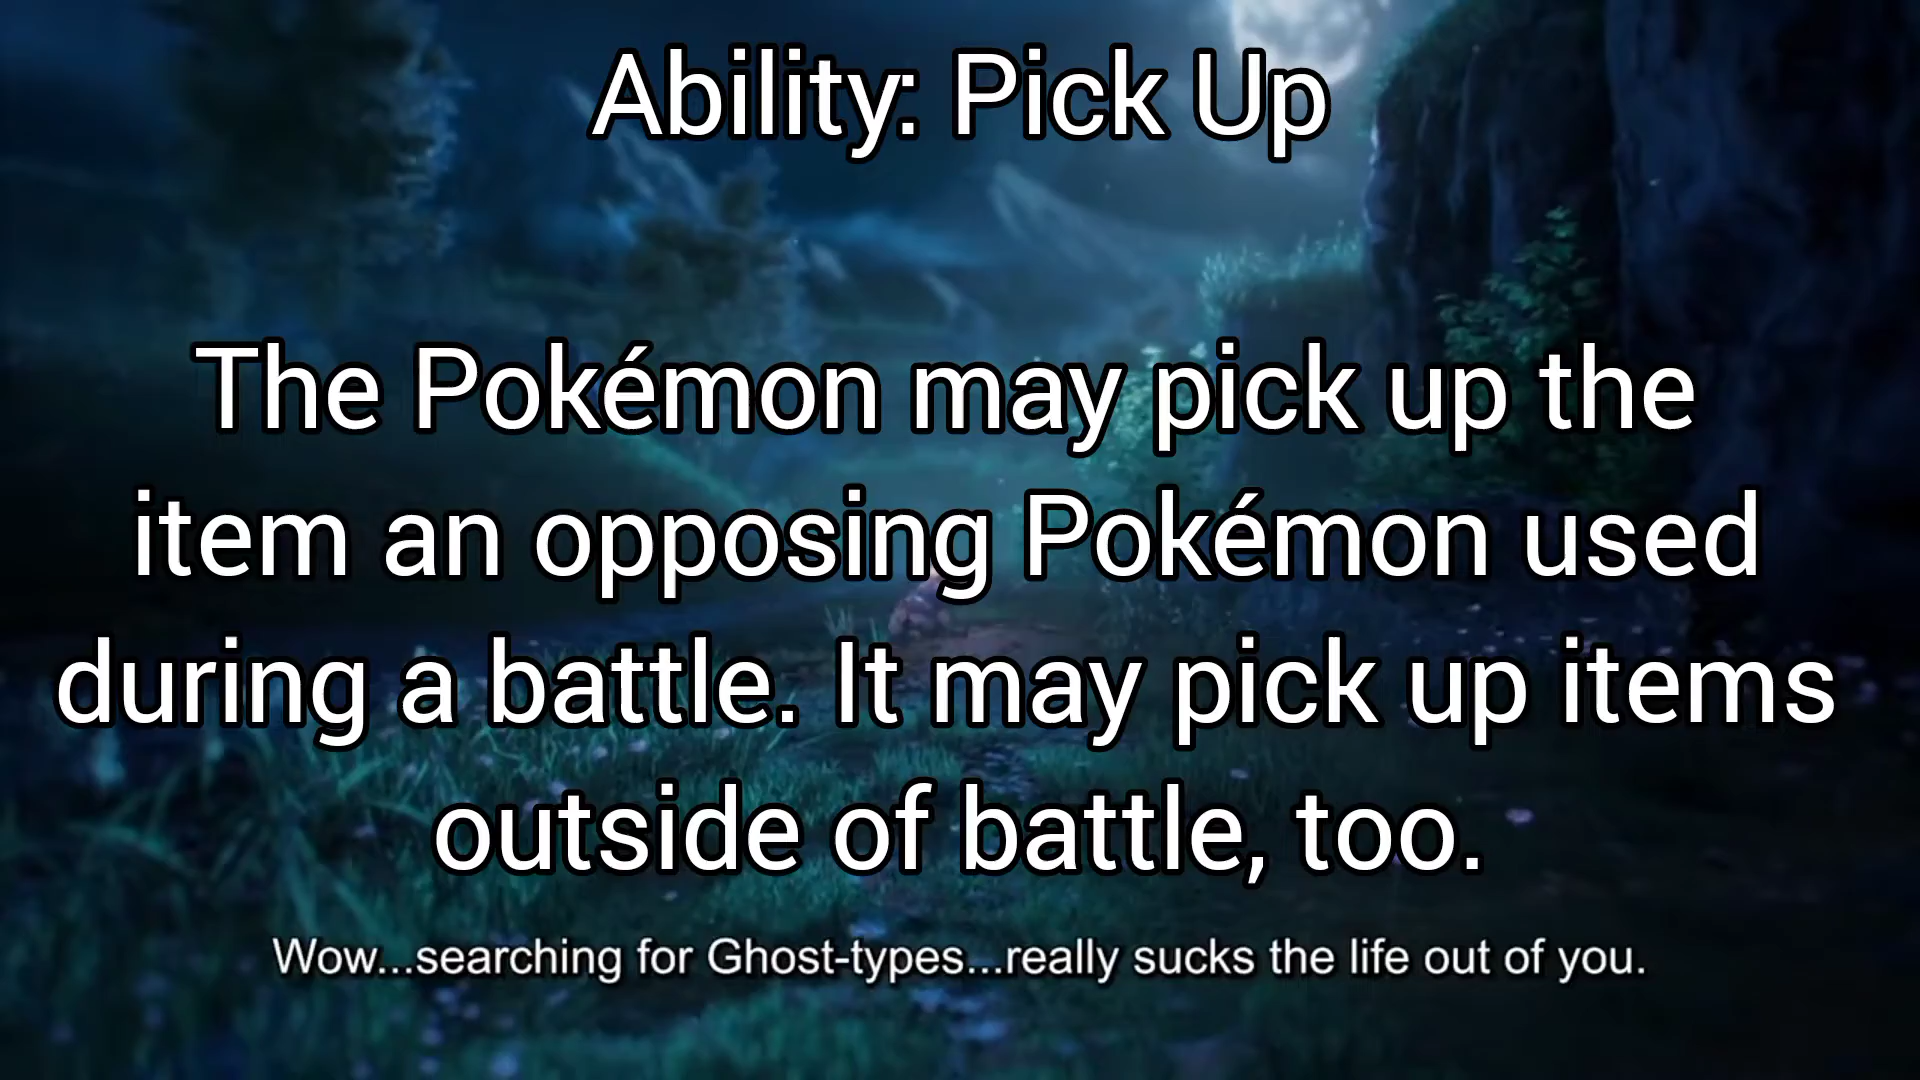 Ability: Pick Up
The Pokémon may pick up the
item an opposing Pokémon used
during a battle. It may pick up items
outside of battle, too.
Wow...searching for Ghost-types...really sucks the life out of you.